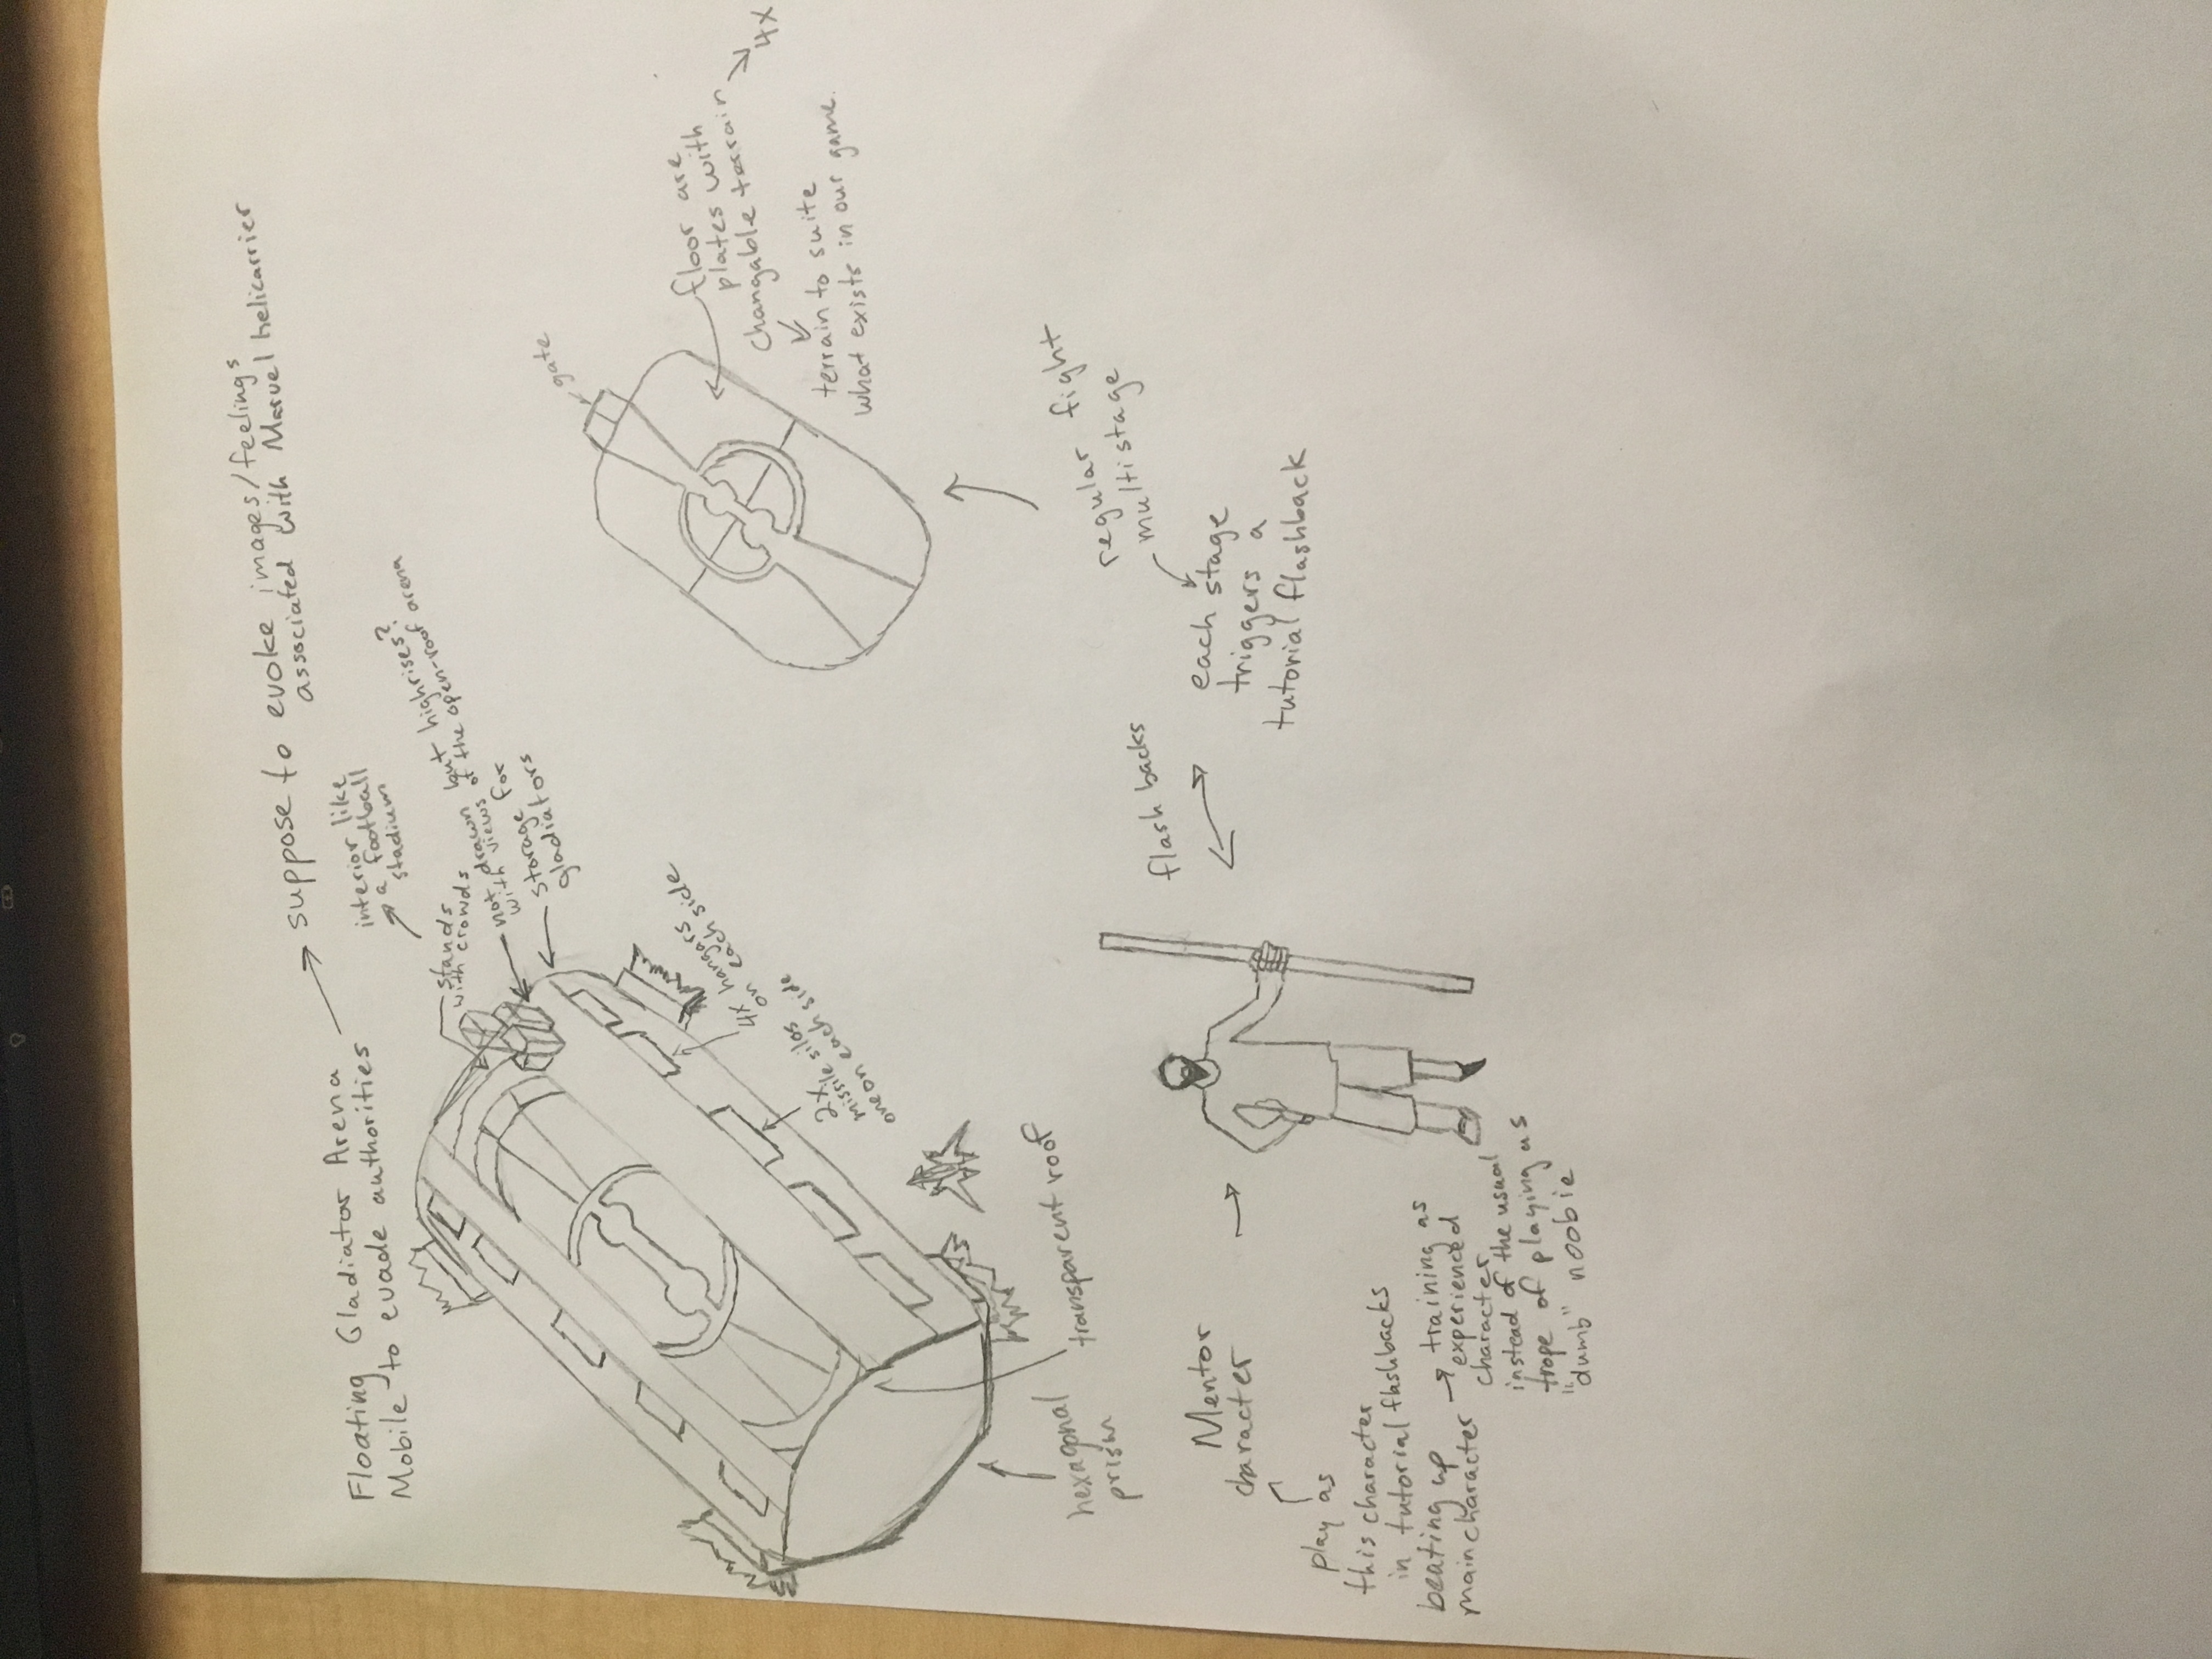 Floating Gladiator Arena
Mobile to evade authorities
suppose to evoke images/feelings
associated with Marvel helicarrier
interior like
a football
stadium
stands
with crowds
not drawn but highrises?
with views of the open-roof arena
storage for
gladiators
4x hangars
on each side
2x
missile silos
one on each side
hexagonal
prism
transparent roof
gate
floor are
plates with
changable terrain
4x
terrain to suite
what exists in our game.
regular fight
multistage
each stage
triggers a
tutorial flashback
flash backs
Mentor
character
play as
this character
in tutorial flashbacks
beating up
main character
training as
experienced
character
instead of the usual
trope of playing as
"dumb" noobie